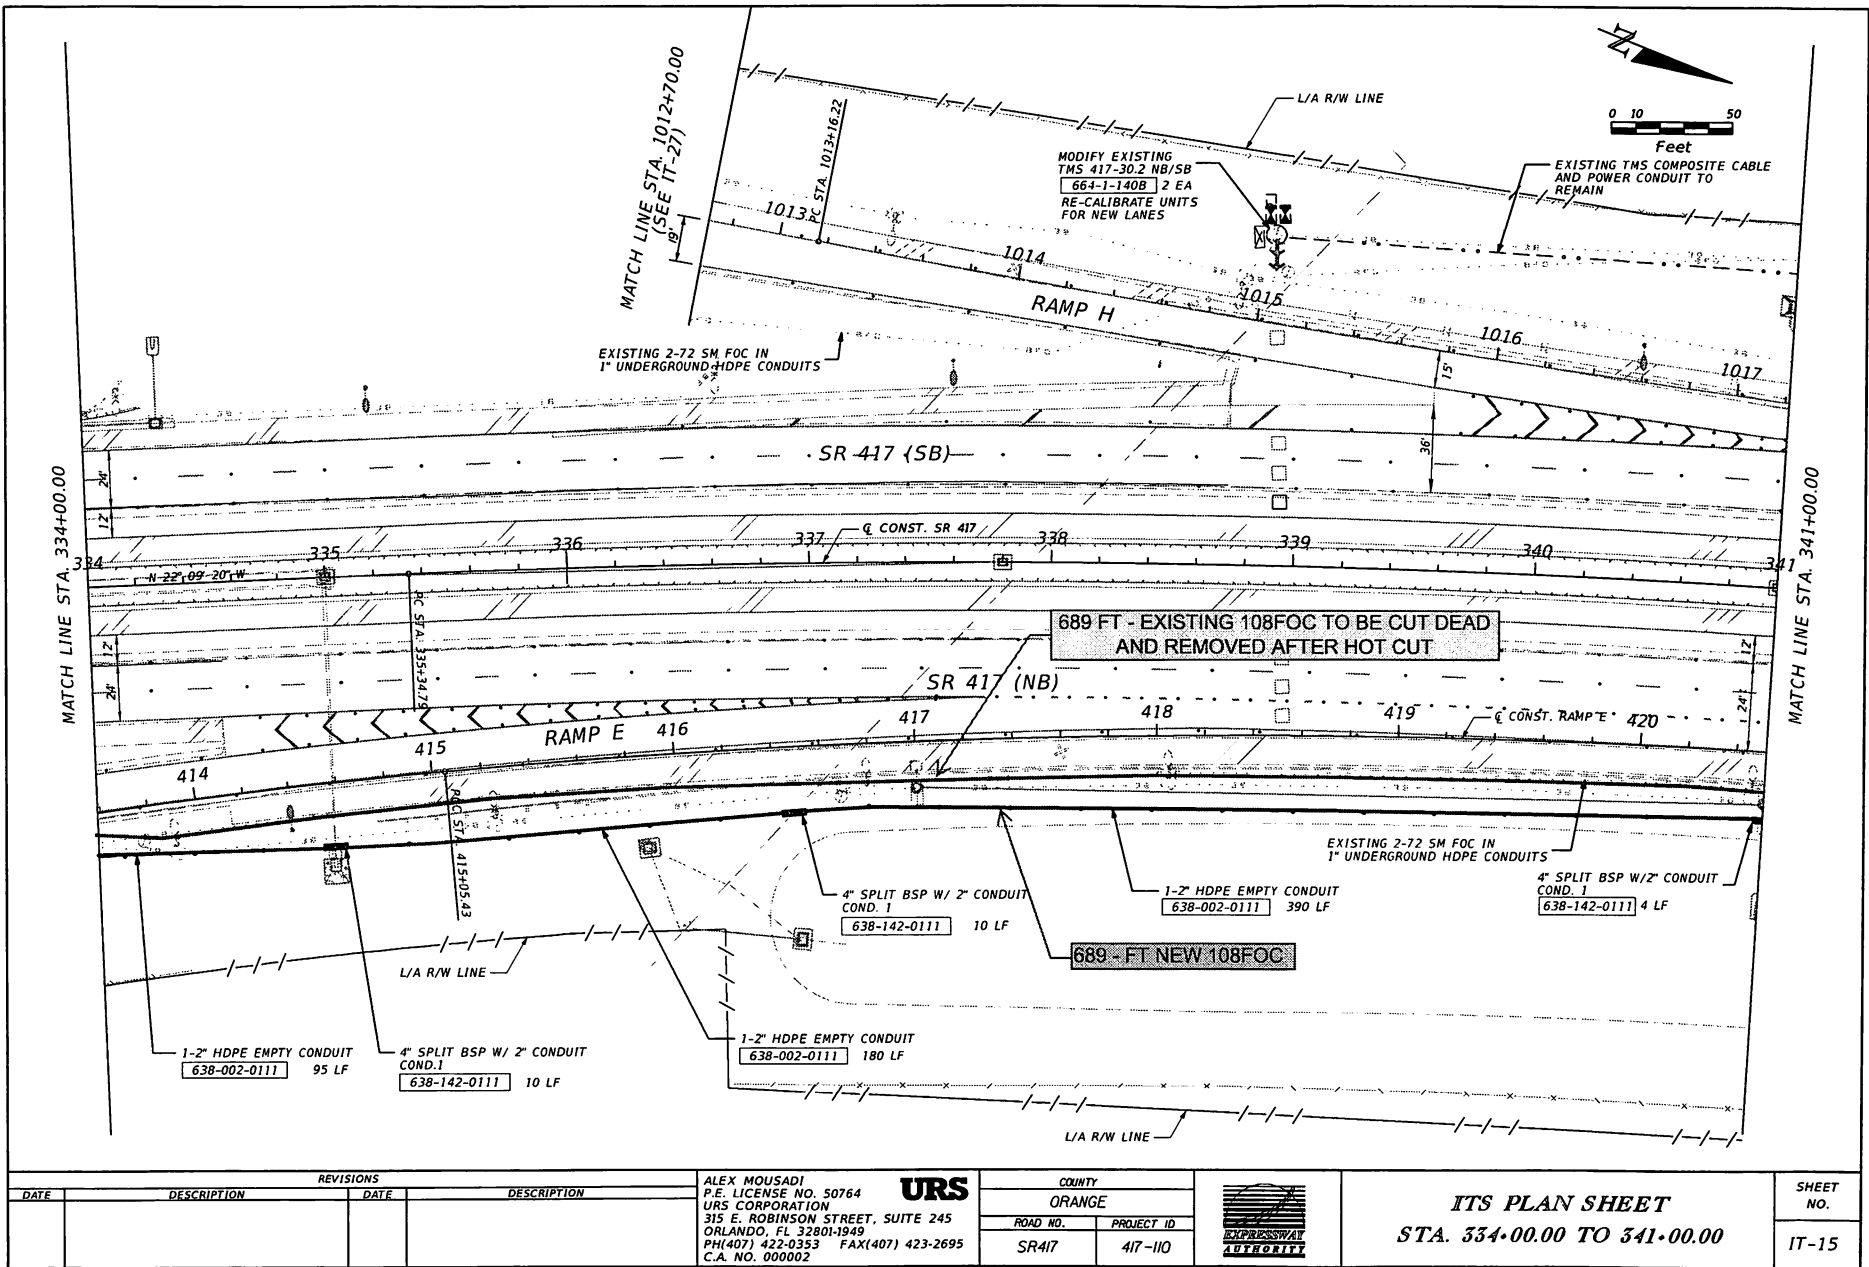 MATCH LINE STA. 1012+70.00
(SEE IT-27)
19'
PC STA. 1013+16.22
1013
1014
1015
1016
1017
RAMP H
15'
36'
L/A R/W LINE
0 10 50
Feet
MODIFY EXISTING
TMS 417-30.2 NB/SB
664-1-140B 2 EA
RE-CALIBRATE UNITS
FOR NEW LANES
EXISTING TMS COMPOSITE CABLE
AND POWER CONDUIT TO
REMAIN
EXISTING 2-72 SM FOC IN
1" UNDERGROUND HDPE CONDUITS
MATCH LINE STA. 334+00.00
MATCH LINE STA. 341+00.00
SR 417 (SB)
24'
12'
℄ CONST. SR 417
334
335
336
337
338
339
340
341
N 22° 09' 20" W
PC STA. 335+34.79
12'
24'
689 FT - EXISTING 108FOC TO BE CUT DEAD
AND REMOVED AFTER HOT CUT
12'
24'
SR 417 (NB)
℄ CONST. RAMP E
RAMP E
414
415
416
417
418
419
420
PCC STA. 415+05.43
EXISTING 2-72 SM FOC IN
1" UNDERGROUND HDPE CONDUITS
4" SPLIT BSP W/ 2" CONDUIT
COND. 1
638-142-0111 10 LF
1-2" HDPE EMPTY CONDUIT
638-002-0111 390 LF
4" SPLIT BSP W/2" CONDUIT
COND. 1
638-142-0111 4 LF
689 - FT NEW 108FOC
L/A R/W LINE
1-2" HDPE EMPTY CONDUIT
638-002-0111 95 LF
4" SPLIT BSP W/ 2" CONDUIT
COND.1
638-142-0111 10 LF
1-2" HDPE EMPTY CONDUIT
638-002-0111 180 LF
L/A R/W LINE
REVISIONS
DATE DESCRIPTION DATE DESCRIPTION
ALEX MOUSADI
P.E. LICENSE NO. 50764
URS CORPORATION
315 E. ROBINSON STREET, SUITE 245
ORLANDO, FL 32801-1949
PH(407) 422-0353 FAX(407) 423-2695
C.A. NO. 000002
URS
COUNTY
ORANGE
ROAD NO. PROJECT ID
SR417 417-110
EXPRESSWAY
AUTHORITY
ITS PLAN SHEET
STA. 334+00.00 TO 341+00.00
SHEET
NO.
IT-15